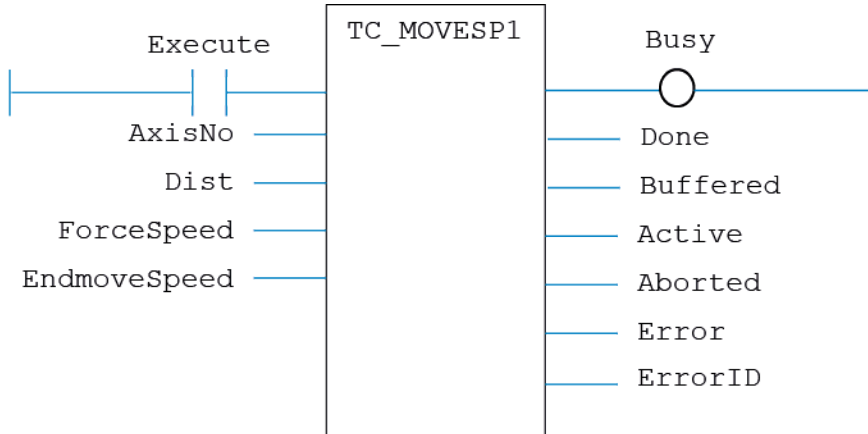 TC_MOVESP1
Execute
Busy
AxisNo
Done
Dist
Buffered
ForceSpeed
Active
EndmoveSpeed
Aborted
Error
ErrorID